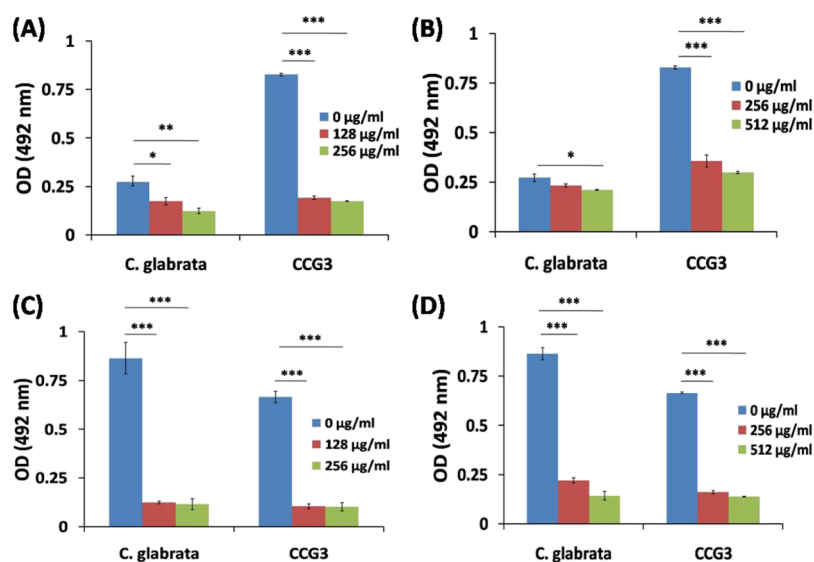 (A)
OD (492 nm)
1
0.75
0.5
0.25
0
**
*
***
***
0 µg/ml
128 µg/ml
256 µg/ml
C. glabrata
CCG3
(B)
OD (492 nm)
1
0.75
0.5
0.25
0
*
***
***
0 µg/ml
256 µg/ml
512 µg/ml
C. glabrata
CCG3
(C)
OD (492 nm)
1
0.75
0.5
0.25
0
***
***
***
***
0 µg/ml
128 µg/ml
256 µg/ml
C. glabrata
CCG3
(D)
OD (492 nm)
1
0.75
0.5
0.25
0
***
***
***
***
0 µg/ml
256 µg/ml
512 µg/ml
C. glabrata
CCG3